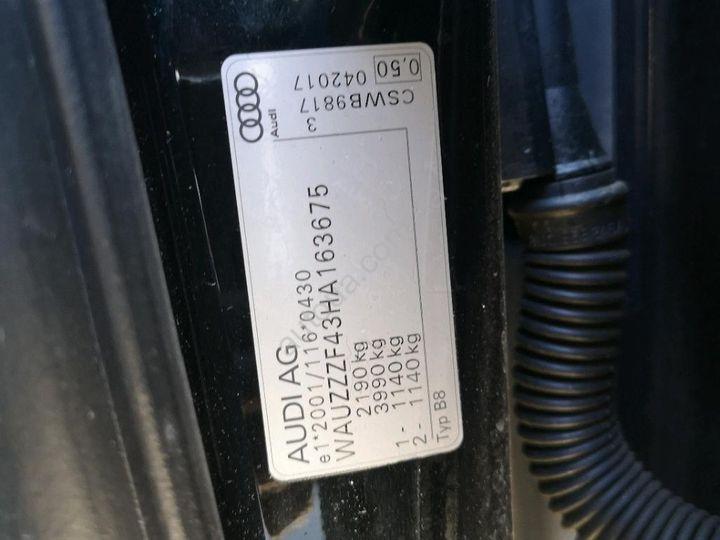 AUDI AG
e1*2001/116*0430
WAUZZZF43HA163675
2190 kg
3990 kg
1 - 1140 kg
2 - 1140 kg
Typ B8
3
CSWB9817
042017 0,50
Audi